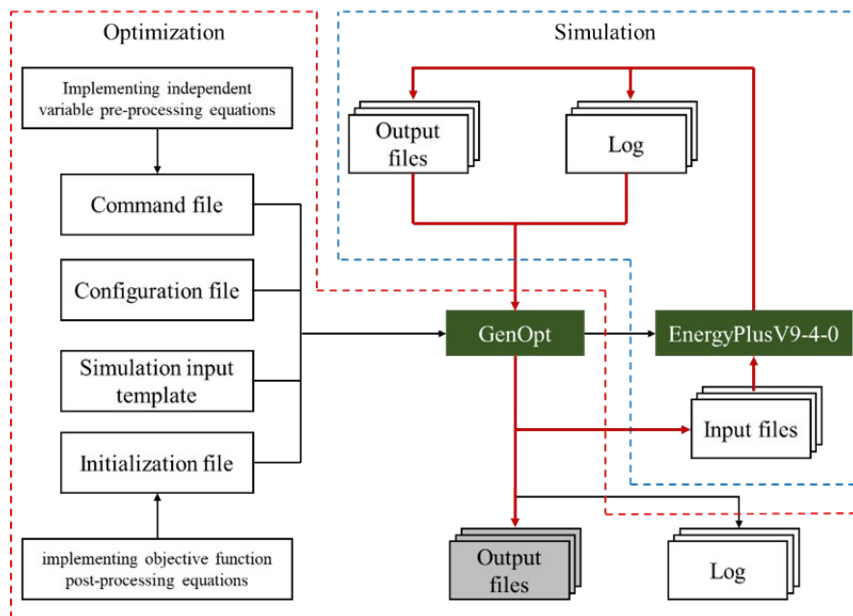 Optimization
Simulation
Implementing independent
variable pre-processing equations
Output
files
Log
Command file
Configuration file
GenOpt
EnergyPlusV9-4-0
Simulation input
template
Input files
Initialization file
implementing objective function
post-processing equations
Output
files
Log